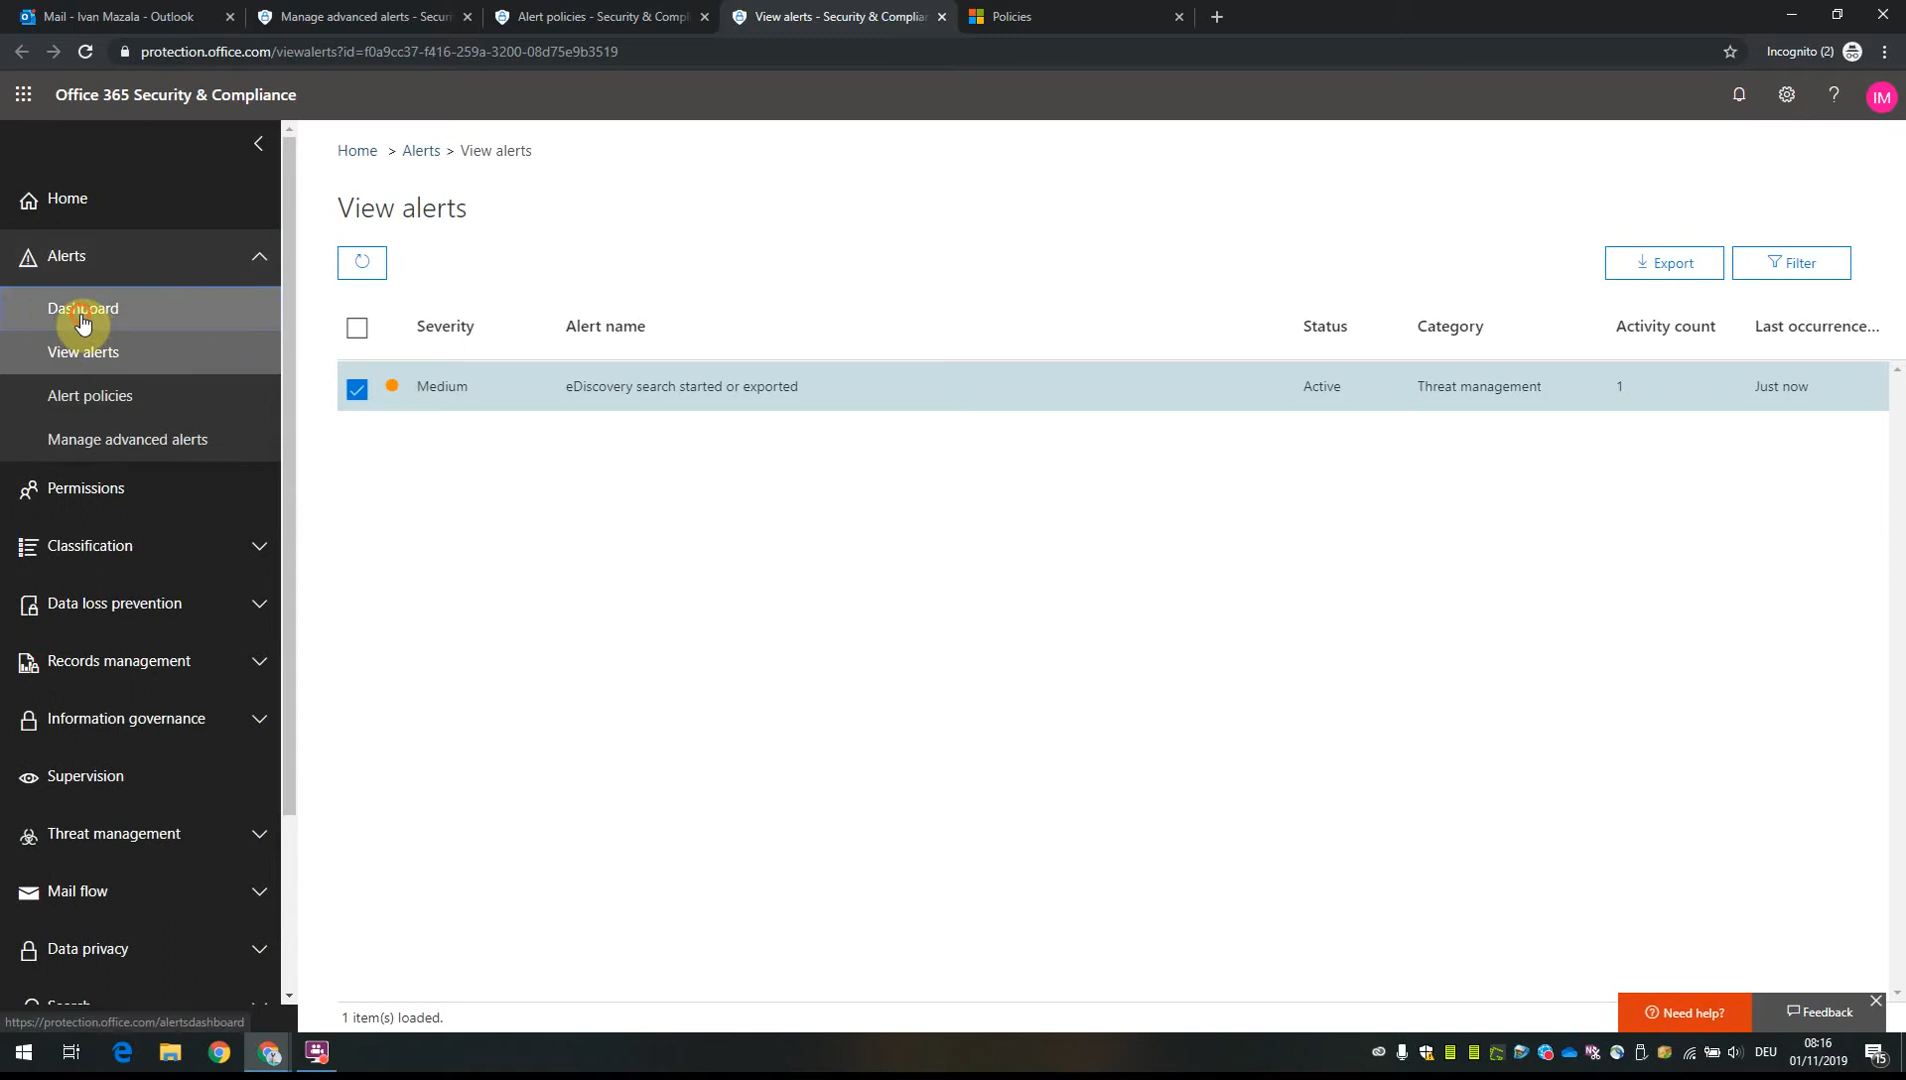 Mail - Ivan Mazala - Outlook
Manage advanced alerts - Secur
Alert policies - Security & Compl
View alerts - Security & Complian
Policies
protection.office.com/viewalerts?id=f0a9cc37-f416-259a-3200-08d75e9b3519
Incognito (2)
Office 365 Security & Compliance
IM
Home
Alerts
Dashboard
View alerts
Alert policies
Manage advanced alerts
Permissions
Classification
Data loss prevention
Records management
Information governance
Supervision
Threat management
Mail flow
Data privacy
Search
https://protection.office.com/alertsdashboard
Home > Alerts > View alerts
View alerts
Export
Filter
Severity Alert name Status Category Activity count Last occurrence...
Medium eDiscovery search started or exported Active Threat management 1 Just now
1 item(s) loaded.
Need help?
Feedback
DEU
08:16
01/11/2019
15